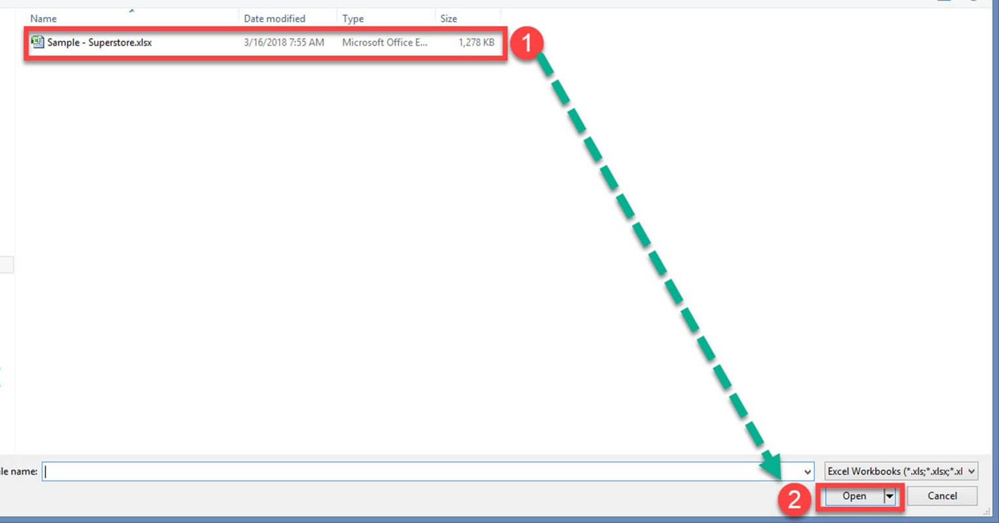 Name Date modified Type Size
Sample - Superstore.xlsx 3/16/2018 7:55 AM Microsoft Office E... 1,278 KB
1
ile name: Excel Workbooks (*.xls;*.xlsx;*.xl
2 Open Cancel